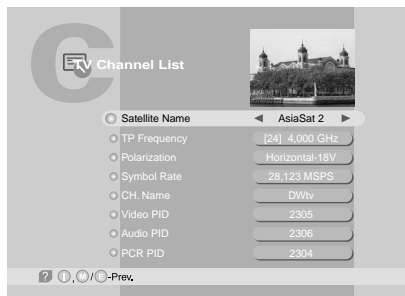 C
TV Channel List
Satellite Name ◀ AsiaSat 2 ▶
TP Frequency [24] 4,000 GHz
Polarization Horizontal-18V
Symbol Rate 28,123 MSPS
CH. Name DWtv
Video PID 2305
Audio PID 2306
PCR PID 2304
? I, M / E -Prev.